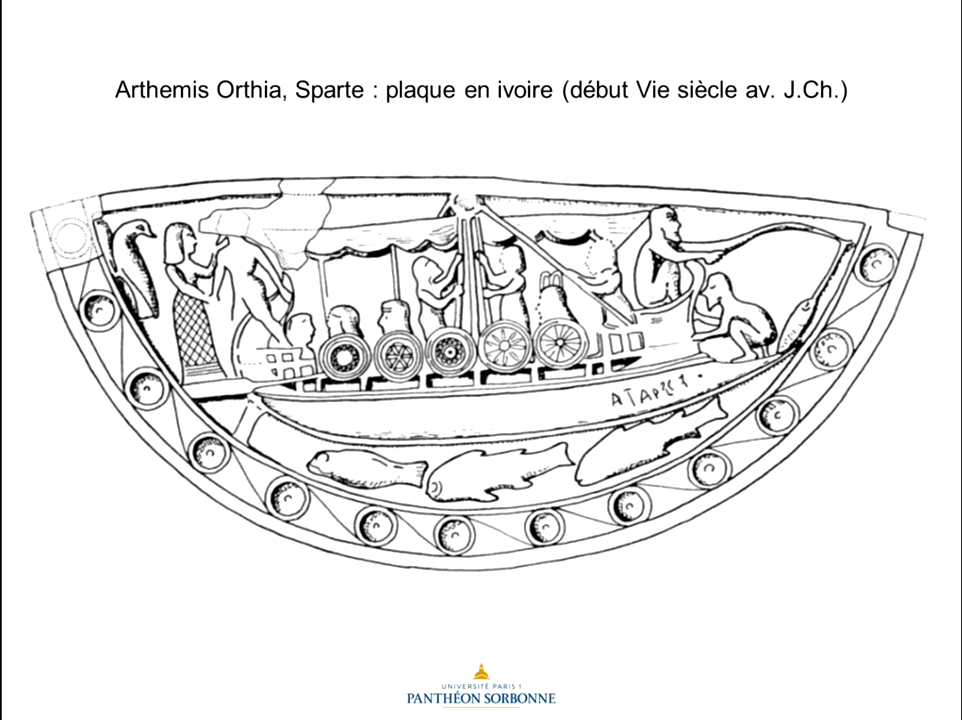 Arthemis Orthia, Sparte : plaque en ivoire (début Vie siècle av. J.Ch.)
UNIVERSITÉ PARIS 1
PANTHÉON SORBONNE